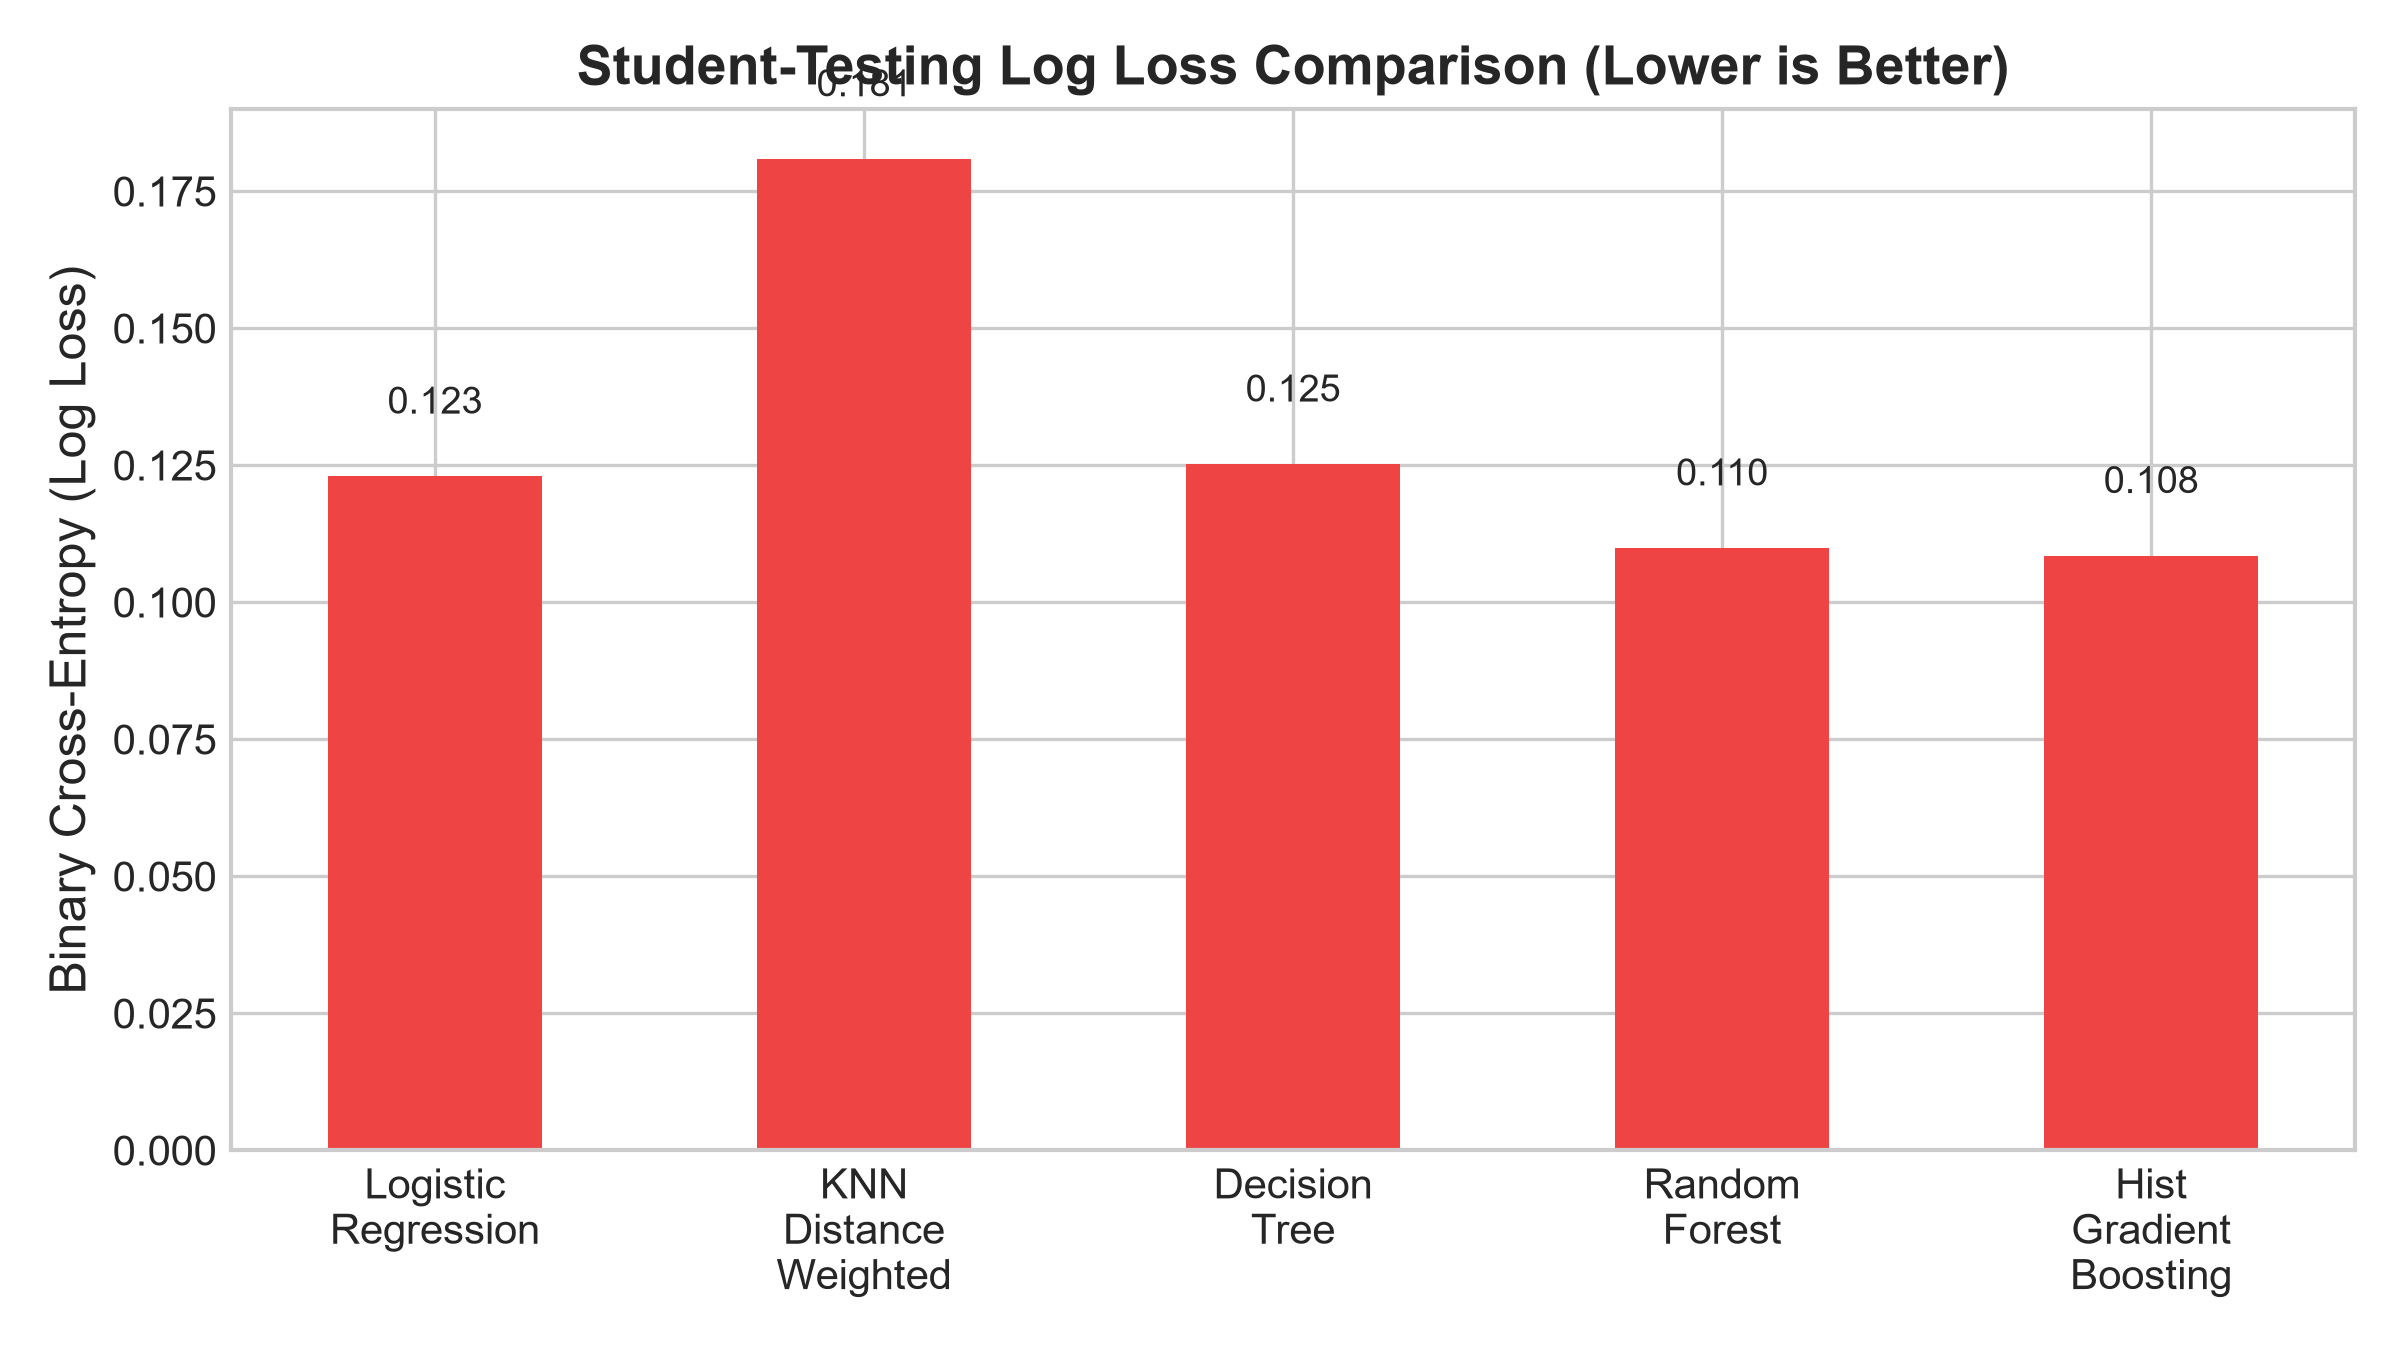 Student-Testing Log Loss Comparison (Lower is Better)
0.181
Binary Cross-Entropy (Log Loss)
0.175
0.150
0.125
0.100
0.075
0.050
0.025
0.000
0.123
0.125
0.110
0.108
Logistic
Regression
KNN
Distance
Weighted
Decision
Tree
Random
Forest
Hist
Gradient
Boosting